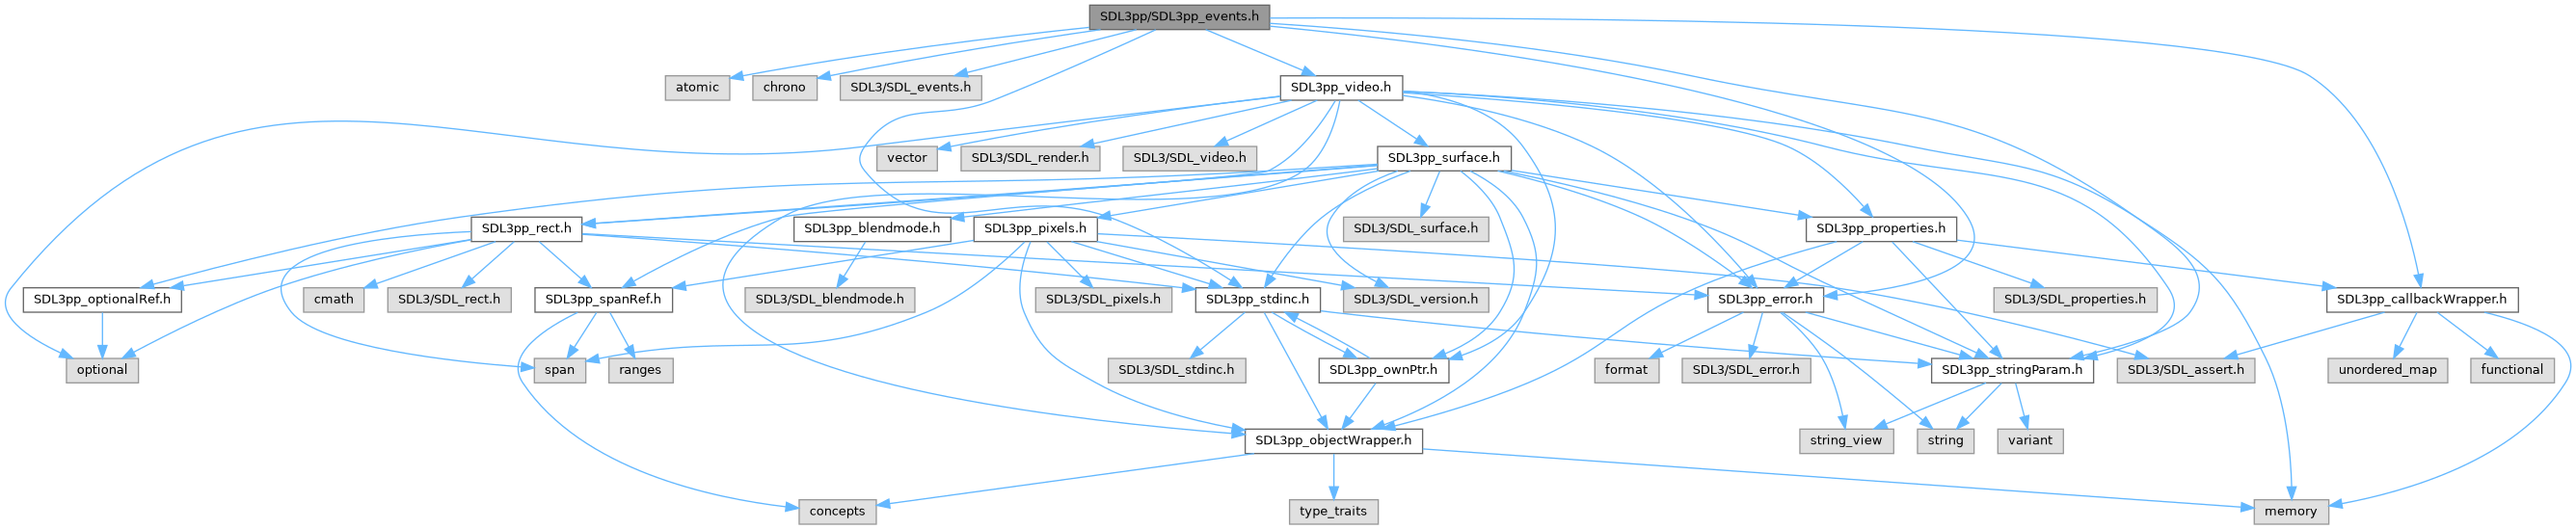 SDL3pp/SDL3pp_events.h
atomic
chrono
SDL3/SDL_events.h
SDL3pp_video.h
vector
SDL3/SDL_render.h
SDL3/SDL_video.h
SDL3pp_surface.h
SDL3pp_rect.h
SDL3pp_blendmode.h
SDL3pp_pixels.h
SDL3/SDL_surface.h
SDL3pp_properties.h
SDL3pp_optionalRef.h
cmath
SDL3/SDL_rect.h
SDL3pp_spanRef.h
SDL3/SDL_blendmode.h
SDL3/SDL_pixels.h
SDL3pp_stdinc.h
SDL3/SDL_version.h
SDL3pp_error.h
SDL3/SDL_properties.h
SDL3pp_callbackWrapper.h
optional
SDL3/SDL_stdinc.h
span
ranges
SDL3pp_ownPtr.h
format
SDL3/SDL_error.h
SDL3pp_stringParam.h
SDL3/SDL_assert.h
unordered_map
functional
SDL3pp_objectWrapper.h
string_view
string
variant
concepts
type_traits
memory